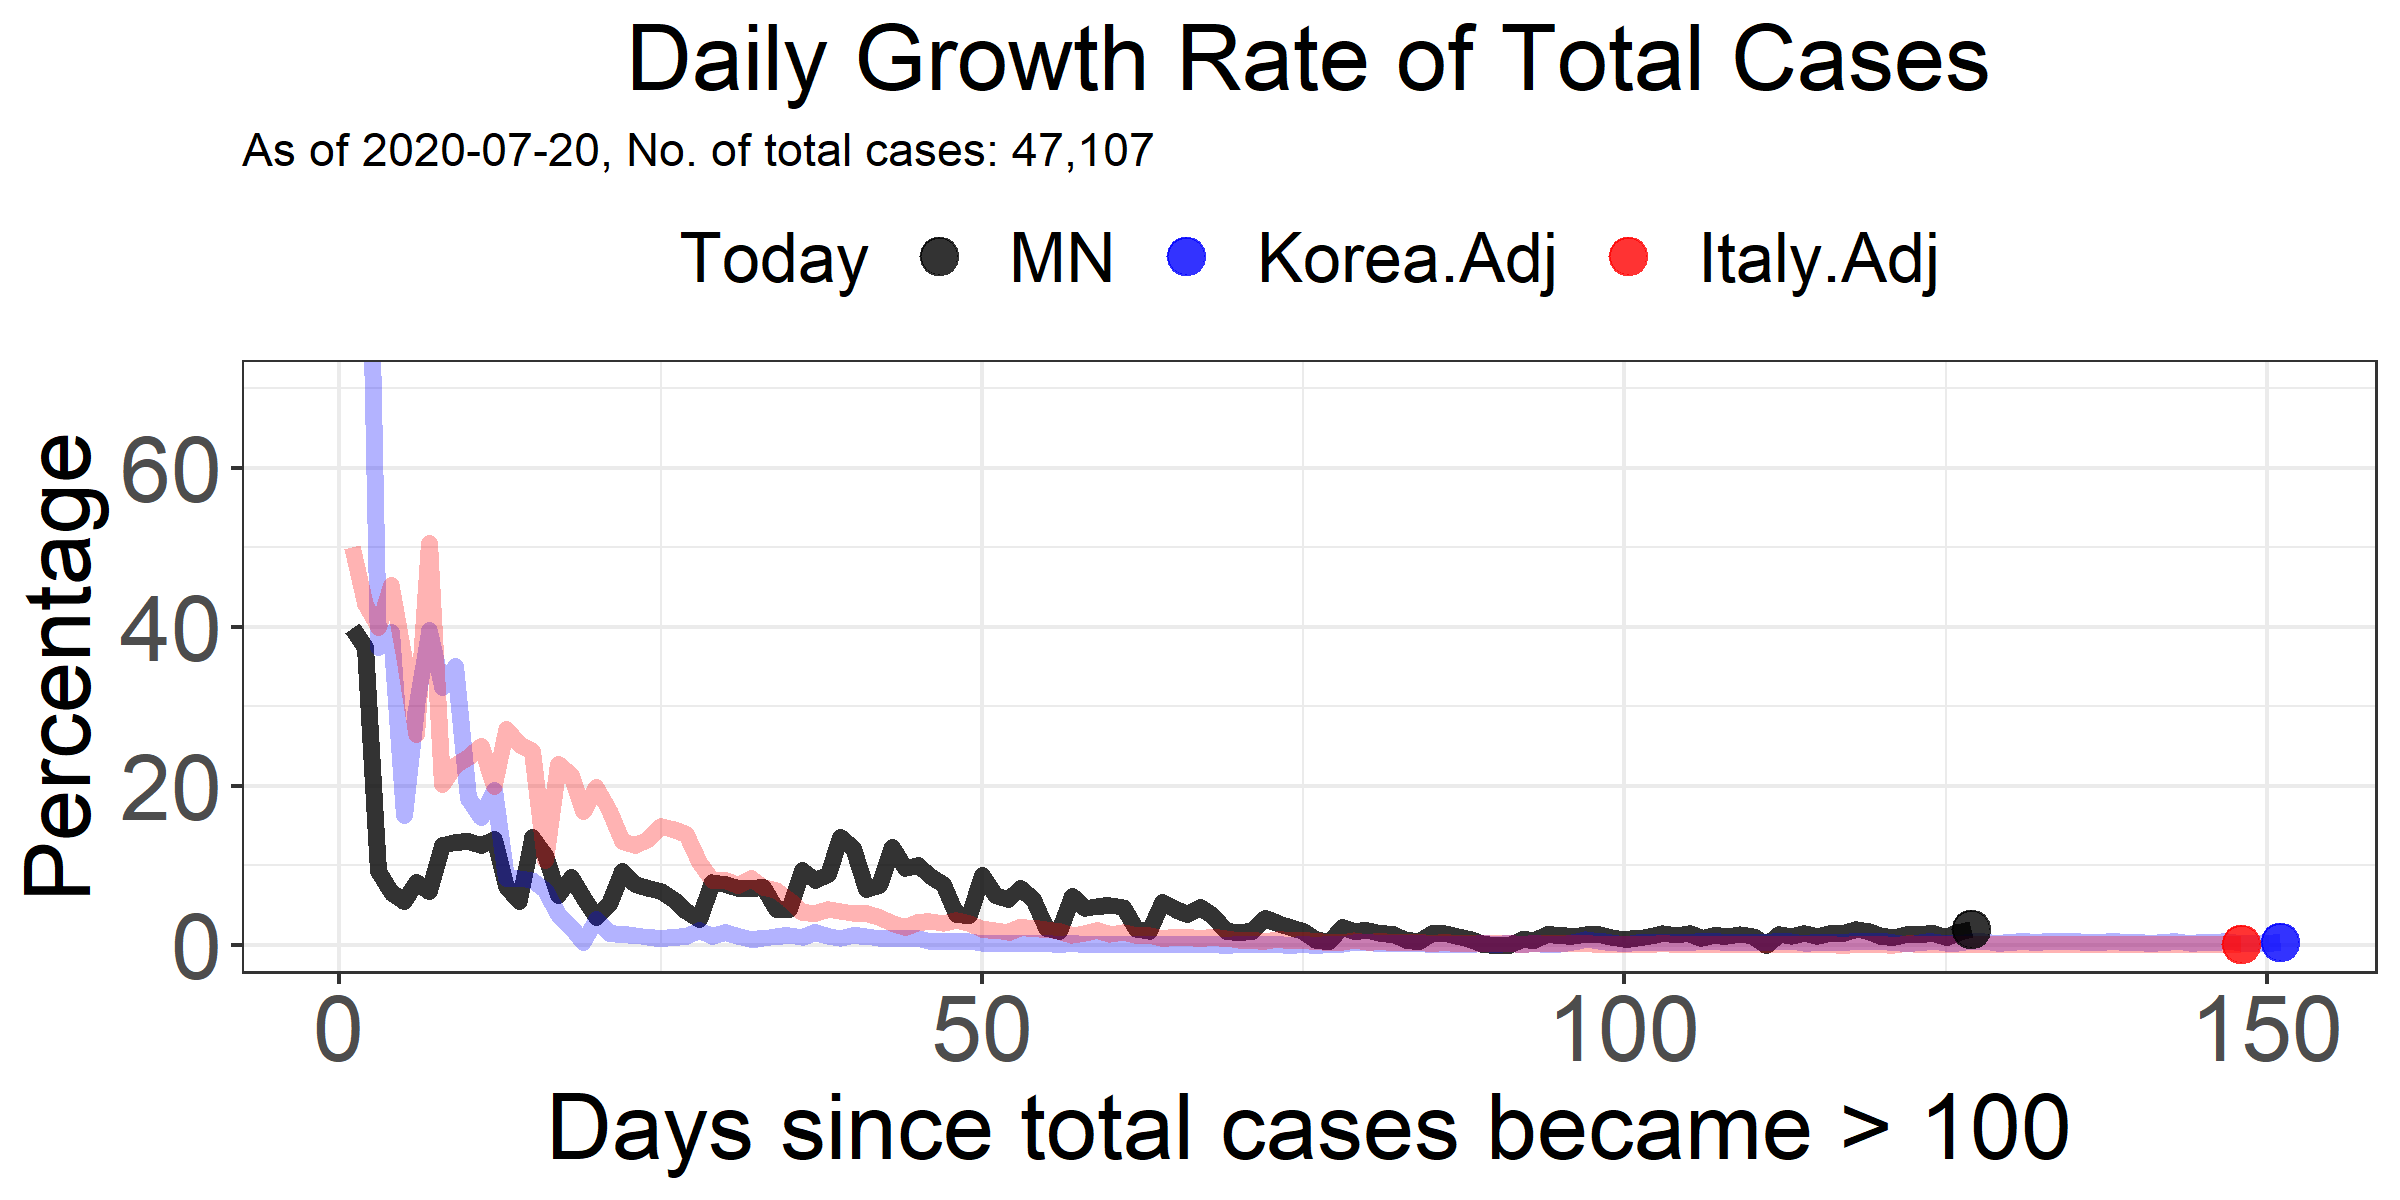 Daily Growth Rate of Total Cases
As of 2020-07-20, No. of total cases: 47,107
Today MN Korea.Adj Italy.Adj
Percentage
60
40
20
0
0 50 100 150
Days since total cases became > 100